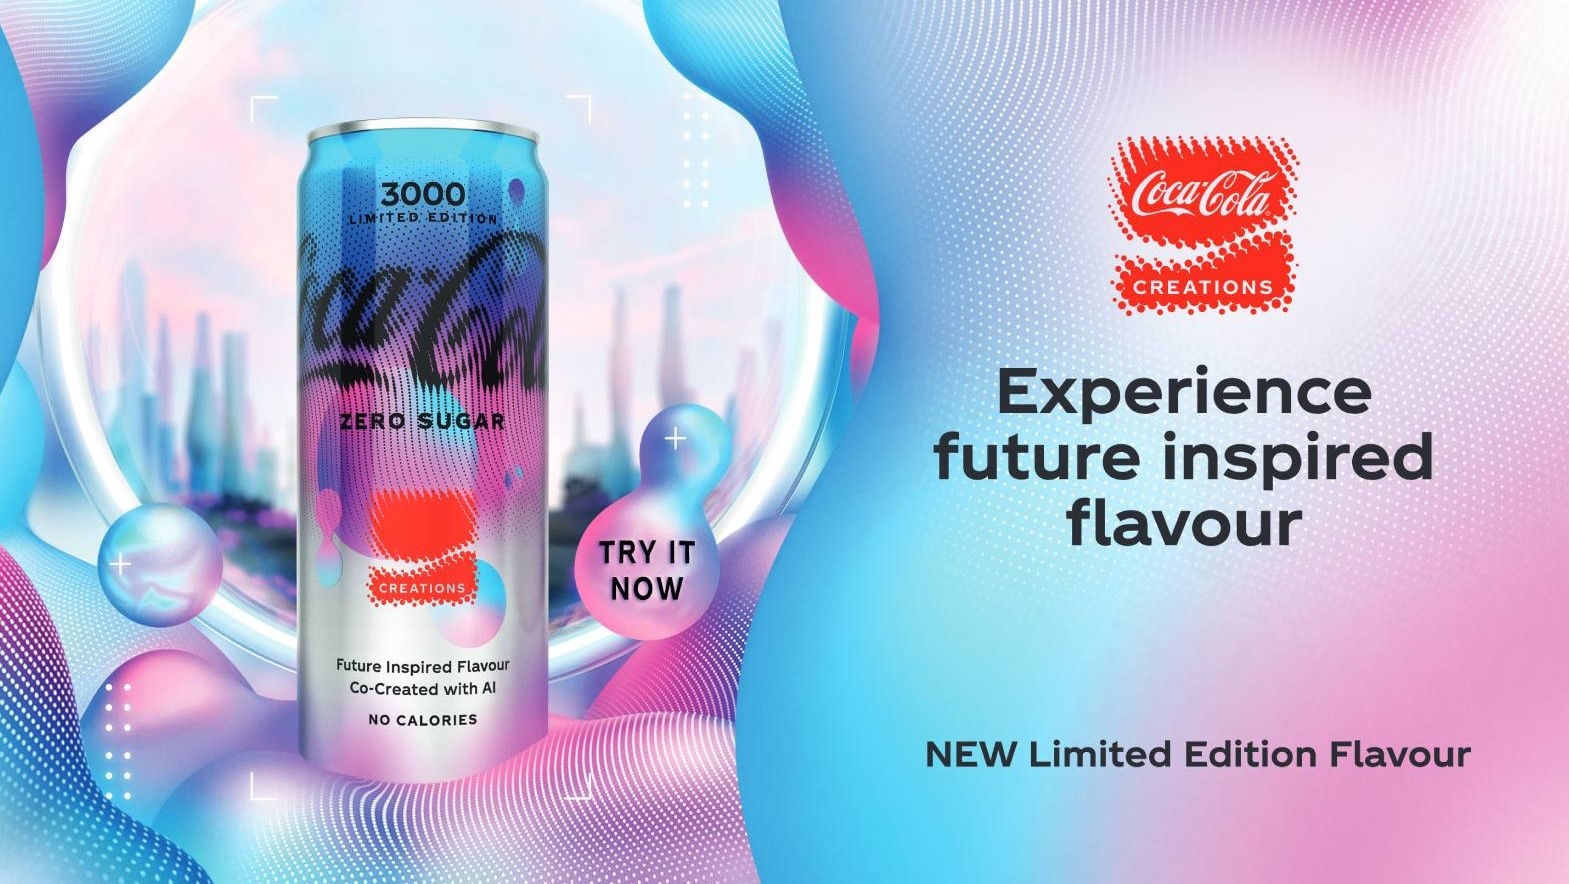 3000
LIMITED EDITION
Coca-Cola
ZERO SUGAR
CREATIONS
Future Inspired Flavour
Co-Created with AI
NO CALORIES
TRY IT
NOW
Coca-Cola
CREATIONS
Experience
future inspired
flavour
NEW Limited Edition Flavour